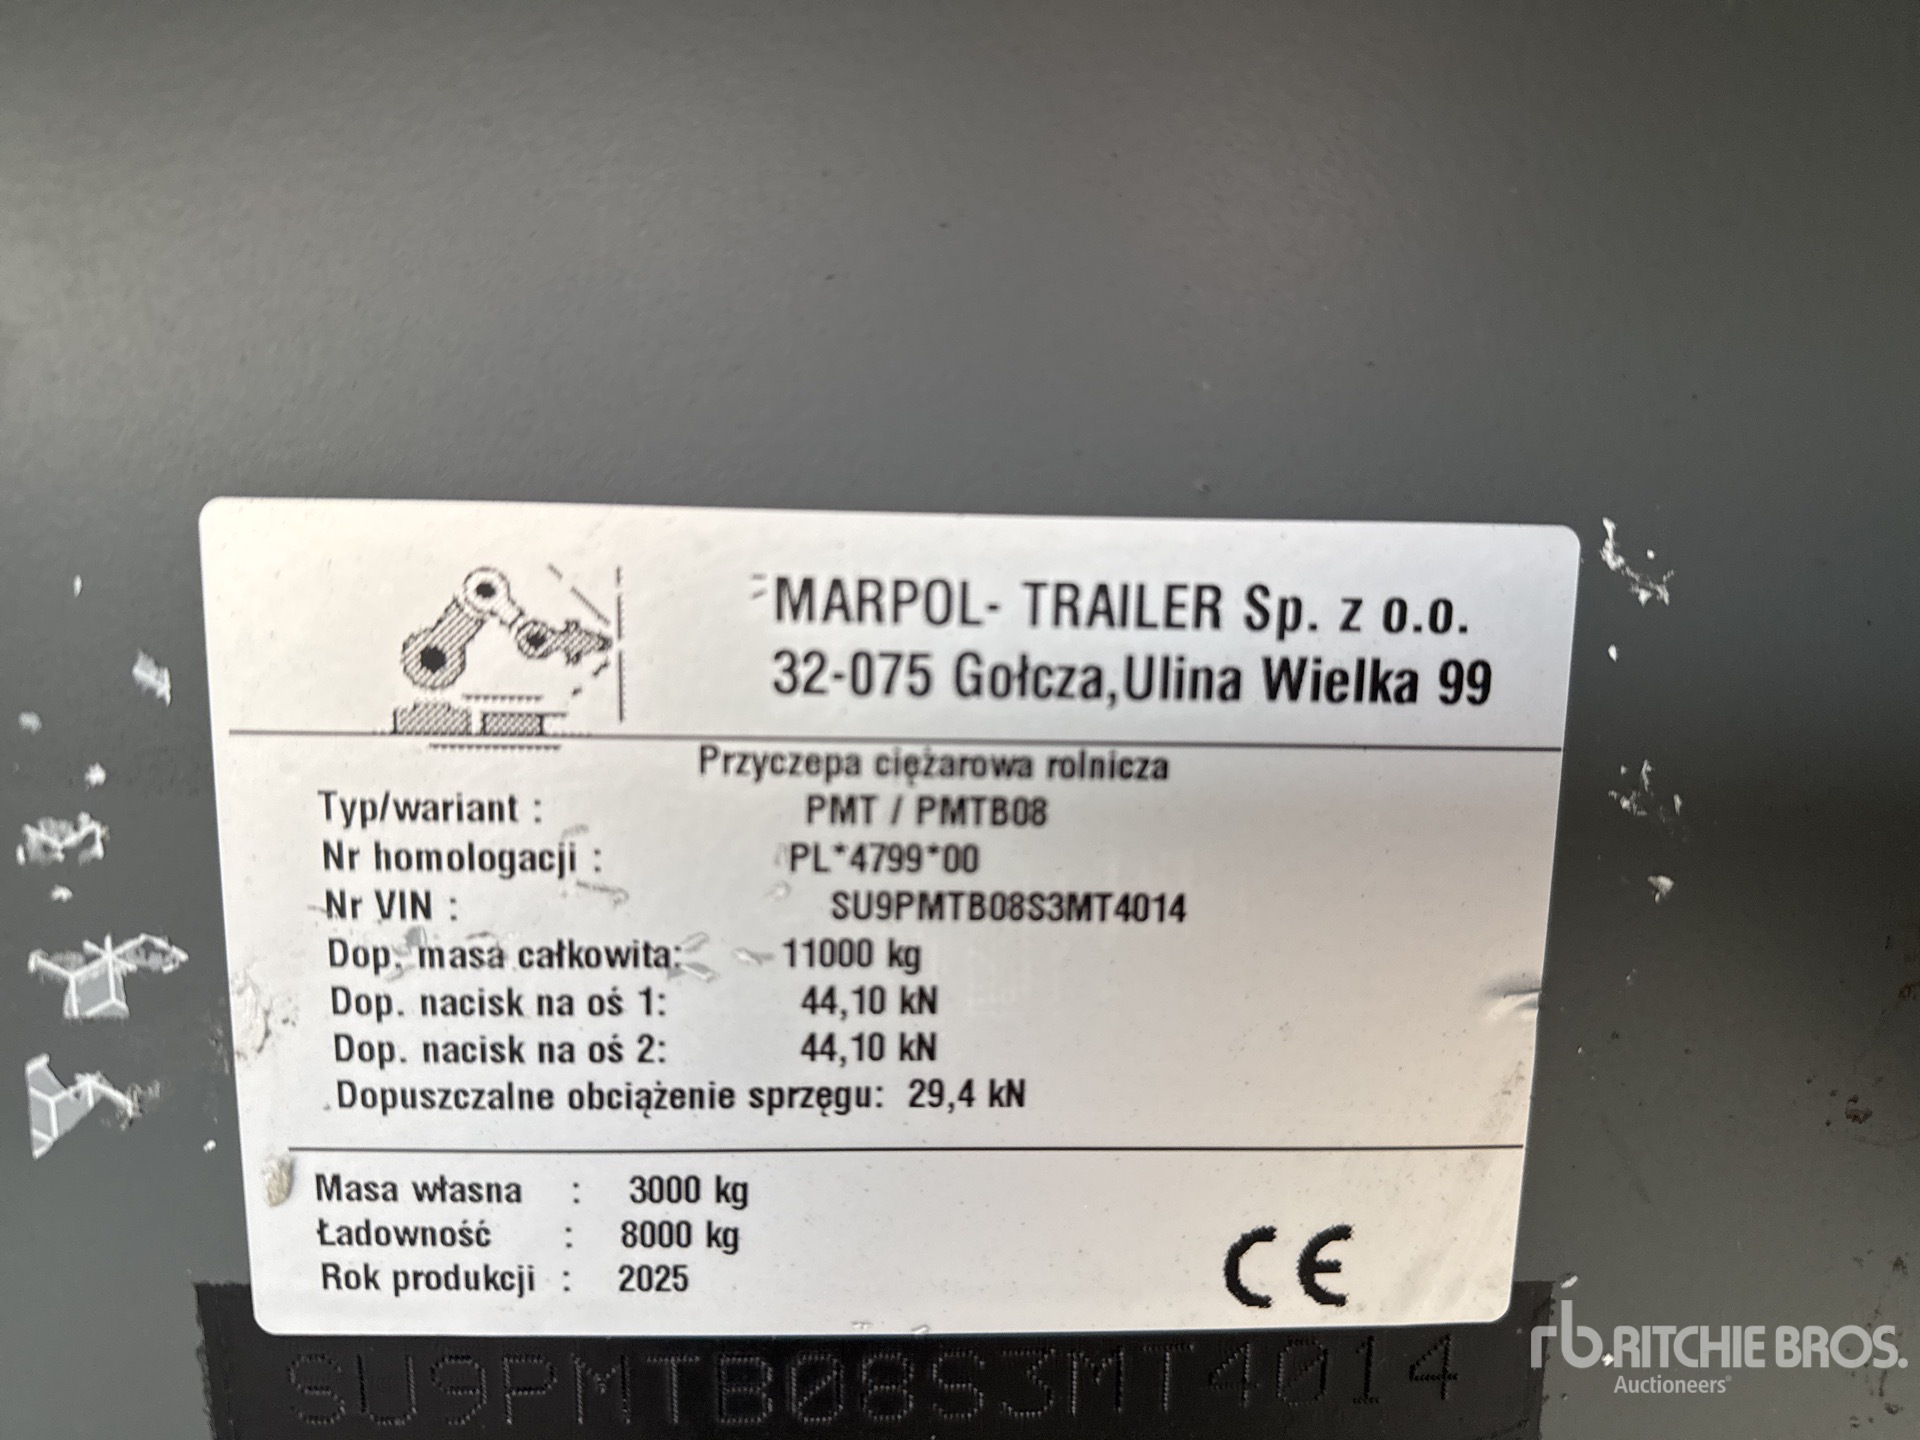 MARPOL- TRAILER Sp. z o.o.
32-075 Gołcza,Ulina Wielka 99
Przyczepa ciężarowa rolnicza
Typ/wariant : PMT / PMTB08
Nr homologacji : PL*4799*00
Nr VIN : SU9PMTB08S3MT4014
Dop. masa całkowita: 11000 kg
Dop. nacisk na oś 1: 44,10 kN
Dop. nacisk na oś 2: 44,10 kN
Dopuszczalne obciążenie sprzęgu: 29,4 kN
Masa własna : 3000 kg
Ładowność : 8000 kg
Rok produkcji : 2025
CE
SU9PMTB08S3MT4014
rb RITCHIE BROS.
Auctioneers